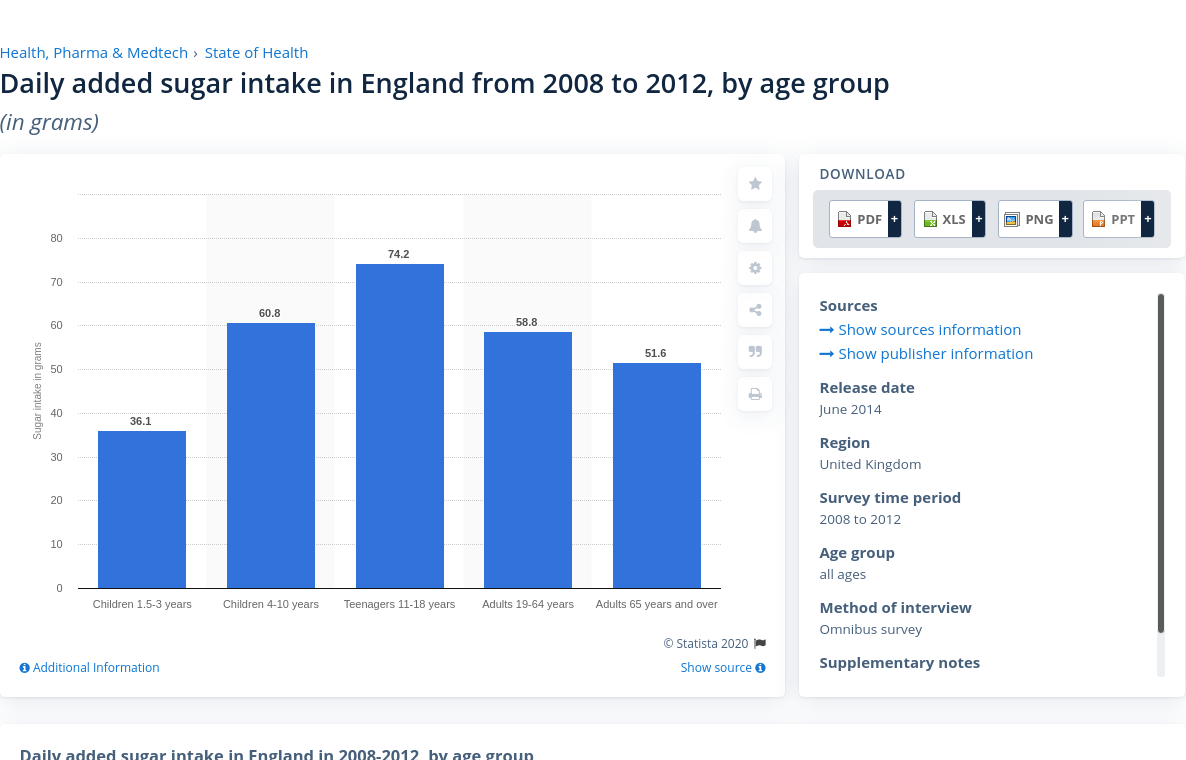 Health, Pharma & Medtech › State of Health
Daily added sugar intake in England from 2008 to 2012, by age group
(in grams)
Sugar intake in grams
80
70
60
50
40
30
20
10
0
36.1
60.8
74.2
58.8
51.6
Children 1.5-3 years
Children 4-10 years
Teenagers 11-18 years
Adults 19-64 years
Adults 65 years and over
© Statista 2020
Additional Information
Show source
DOWNLOAD
PDF +
XLS +
PNG +
PPT +
Sources
Show sources information
Show publisher information
Release date
June 2014
Region
United Kingdom
Survey time period
2008 to 2012
Age group
all ages
Method of interview
Omnibus survey
Supplementary notes
Daily added sugar intake in England in 2008-2012, by age group